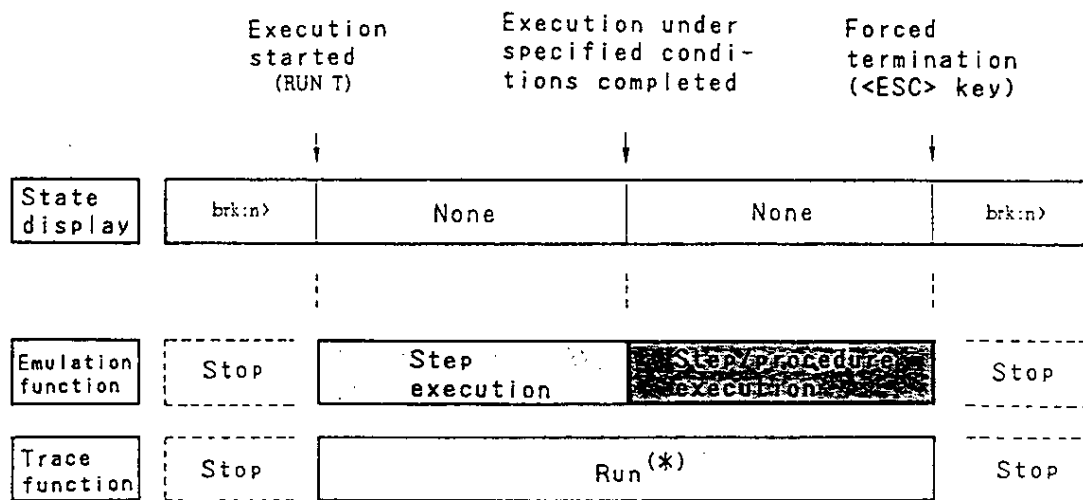 Execution
started
(RUN T)
Execution under
specified condi-
tions completed
Forced
termination
(<ESC> key)
State
display
brk:n>
None
None
brk:n>
Emulation
function
Stop
Step
execution
Step/procedure
execution
Stop
Trace
function
Stop
Run(*)
Stop